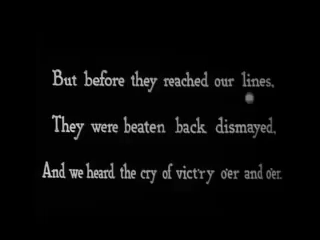 But before they reached our lines,
They were beaten back dismayed,
And we heard the cry of vict'ry o'er and o'er.